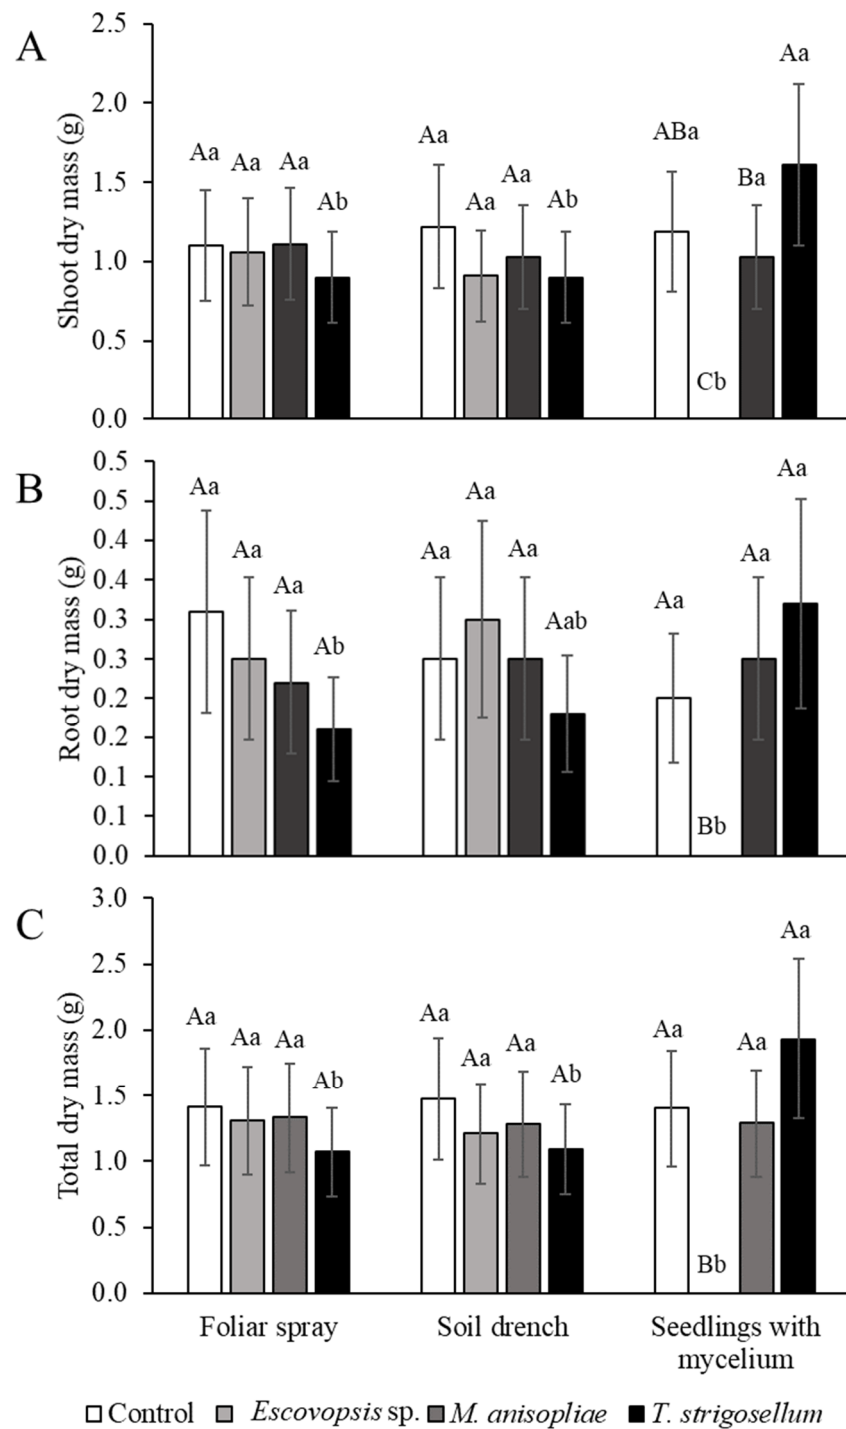 A
Shoot dry mass (g)
2.5
2.0
1.5
1.0
0.5
0.0
Aa Aa Aa Ab
Aa Aa Aa Ab
ABa Cb Ba Aa
B
Root dry mass (g)
0.5
0.5
0.4
0.4
0.3
0.3
0.2
0.2
0.1
0.1
0.0
Aa Aa Aa Ab
Aa Aa Aa Aab
Aa Bb Aa Aa
C
Total dry mass (g)
3.0
2.5
2.0
1.5
1.0
0.5
0.0
Aa Aa Aa Ab
Aa Aa Aa Ab
Aa Bb Aa Aa
Foliar spray
Soil drench
Seedlings with
mycelium
Control Escovopsis sp. M. anisopliae T. strigosellum